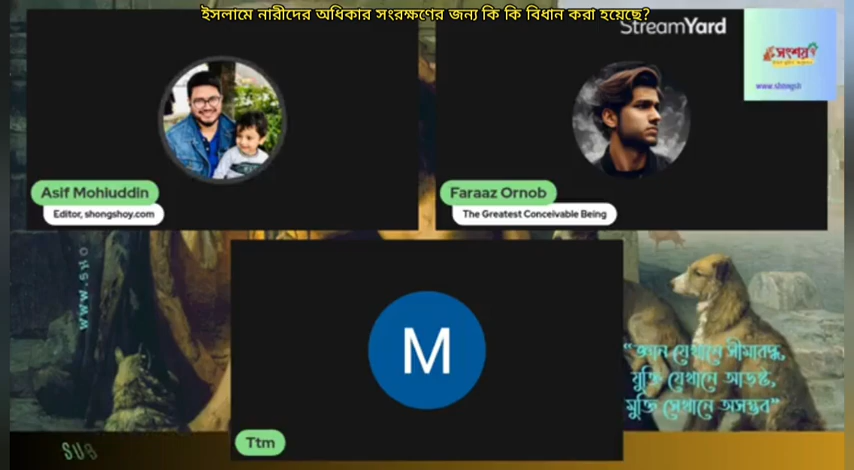 ইসলামে নারীদের অধিকার সংরক্ষণের জন্য কি কি বিধান করা হয়েছে?
StreamYard
সংশয়
Asif Mohiuddin
Editor, shongshoy.com
Faraaz Ornob
The Greatest Conceivable Being
"জ্ঞান যেখানে সীমাবদ্ধ,
যুক্তি যেখানে আড়ষ্ট,
মুক্তি সেখানে অসম্ভব"
M
Ttm